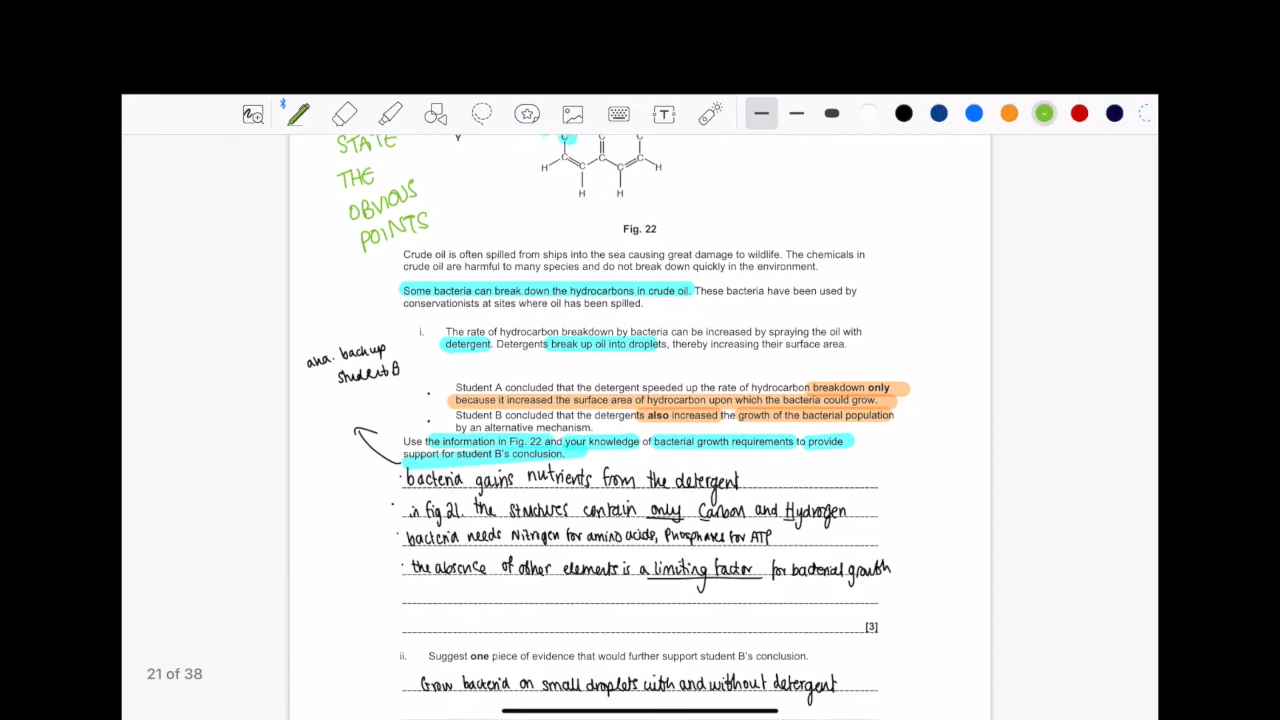 STATE
THE
OBVIOUS
POINTS
Y
C C C
C C C C
H H
H H
Fig. 22
Crude oil is often spilled from ships into the sea causing great damage to wildlife. The chemicals in
crude oil are harmful to many species and do not break down quickly in the environment.
Some bacteria can break down the hydrocarbons in crude oil. These bacteria have been used by
conservationists at sites where oil has been spilled.
i. The rate of hydrocarbon breakdown by bacteria can be increased by spraying the oil with
detergent. Detergents break up oil into droplets, thereby increasing their surface area.
ana. back up
student B
• Student A concluded that the detergent speeded up the rate of hydrocarbon breakdown only
because it increased the surface area of hydrocarbon upon which the bacteria could grow.
• Student B concluded that the detergents also increased the growth of the bacterial population
by an alternative mechanism.
Use the information in Fig. 22 and your knowledge of bacterial growth requirements to provide
support for student B's conclusion.
· bacteria gains nutrients from the detergent
· in fig 21. the structures contain only Carbon and Hydrogen
· bacteria needs Nitrogen for amino acids, Phosphates for ATP
· the absence of other elements is a limiting factor for bacterial growth
[3]
ii. Suggest one piece of evidence that would further support student B's conclusion.
Grow bacteria on small droplets with and without detergent
21 of 38